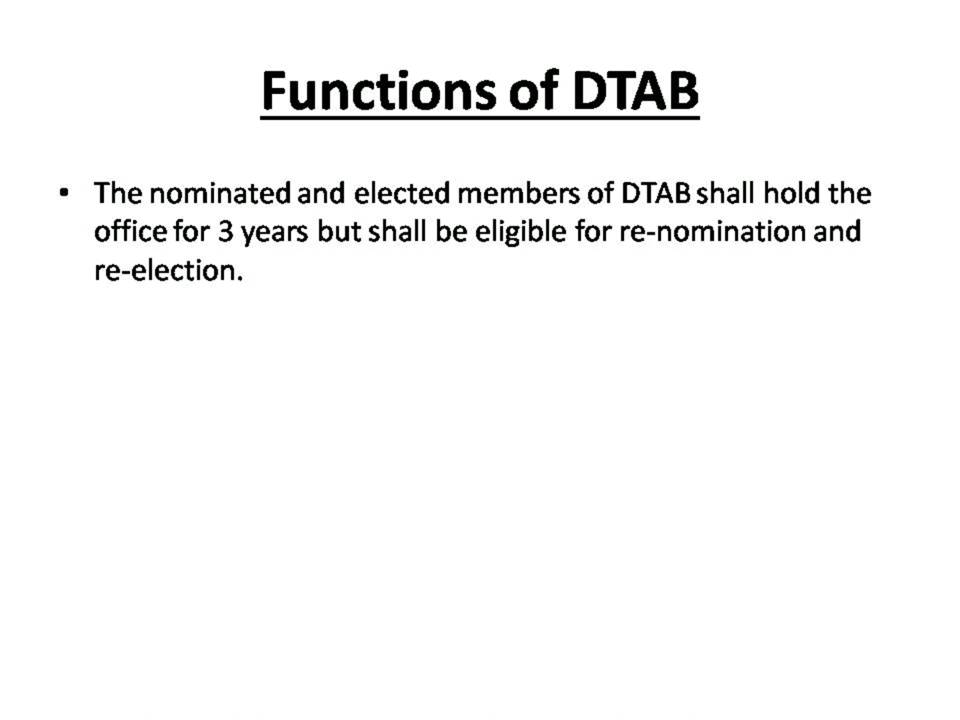 Functions of DTAB
• The nominated and elected members of DTAB shall hold the
office for 3 years but shall be eligible for re-nomination and
re-election.